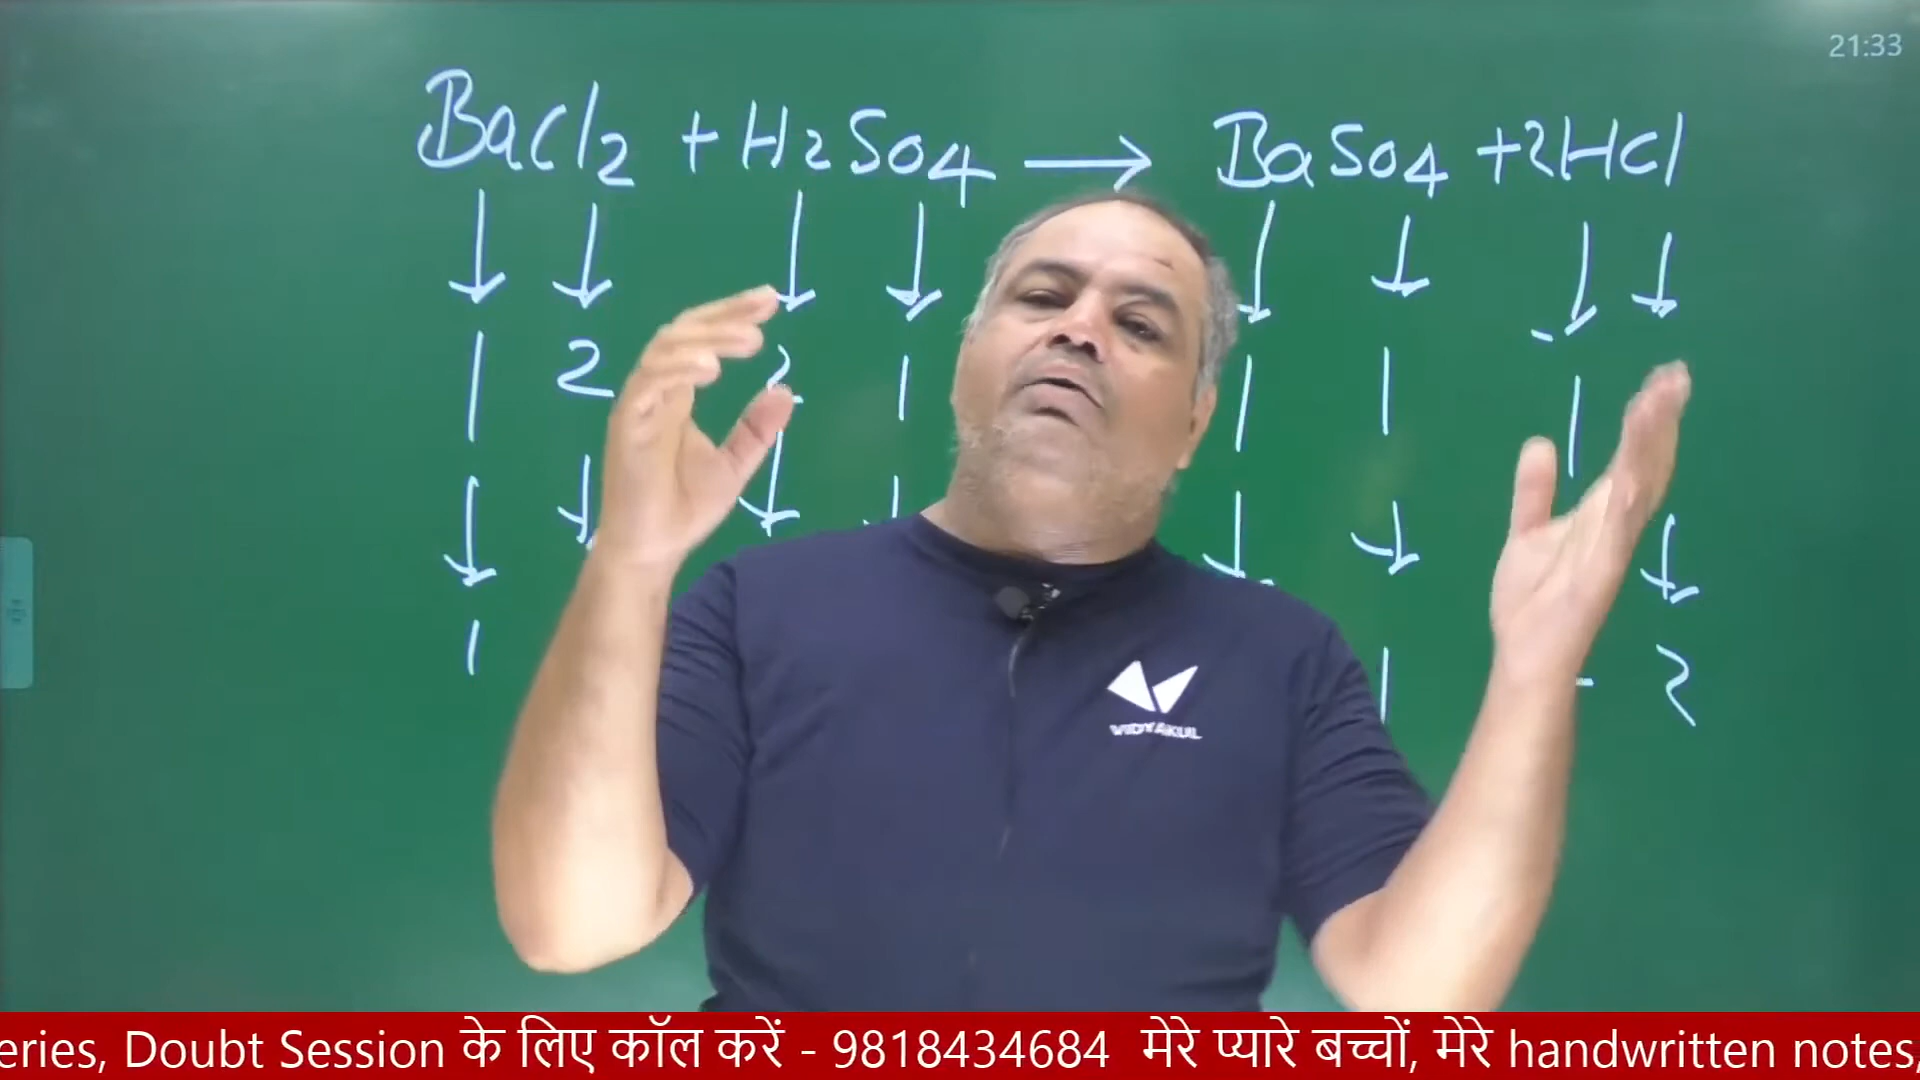 21:33
BaCl2 + H2SO4 → BaSO4 + 2HCl
↓ ↓ ↓ ↓ ↓ ↓ ↓ ↓
1 2 2 1 1 1 1
↓ ↓ ↓ ↓ ↓ ↓ ↓
1 1 2
VIDYAKUL
eries, Doubt Session के लिए कॉल करें - 9818434684 मेरे प्यारे बच्चों, मेरे handwritten notes,